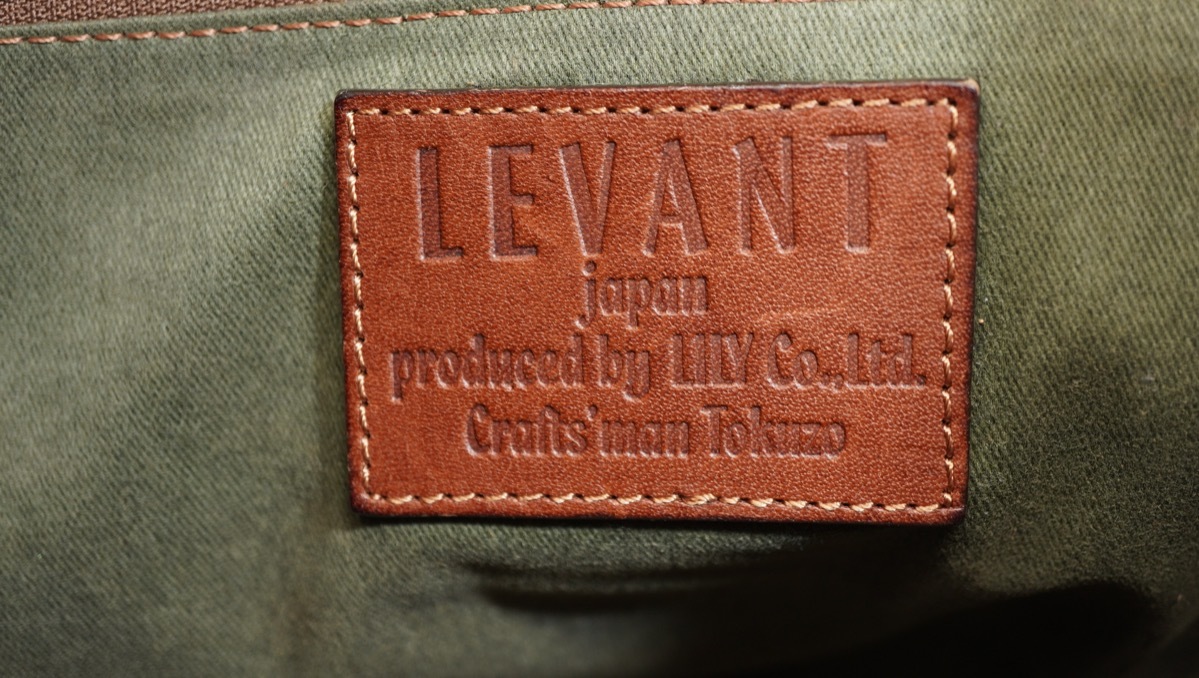 LEVANT
japan
produced by LILY Co.,Ltd.
Crafts'man Tokuzo